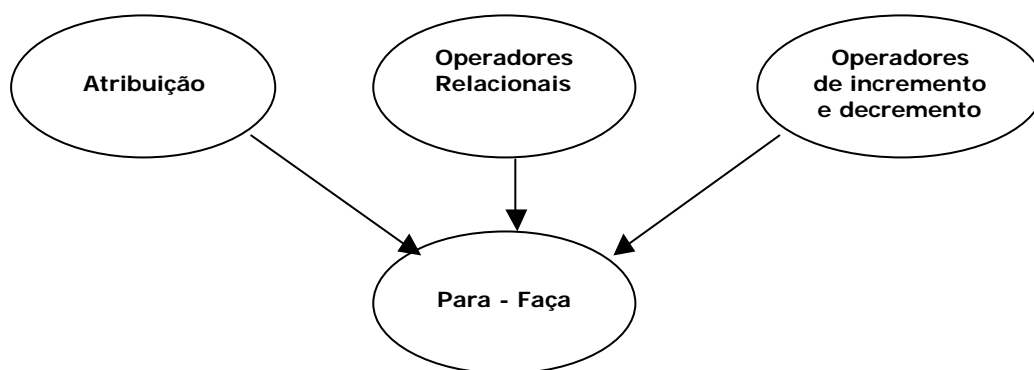 Atribuição
Operadores
Relacionais
Operadores
de incremento
e decremento
Para - Faça